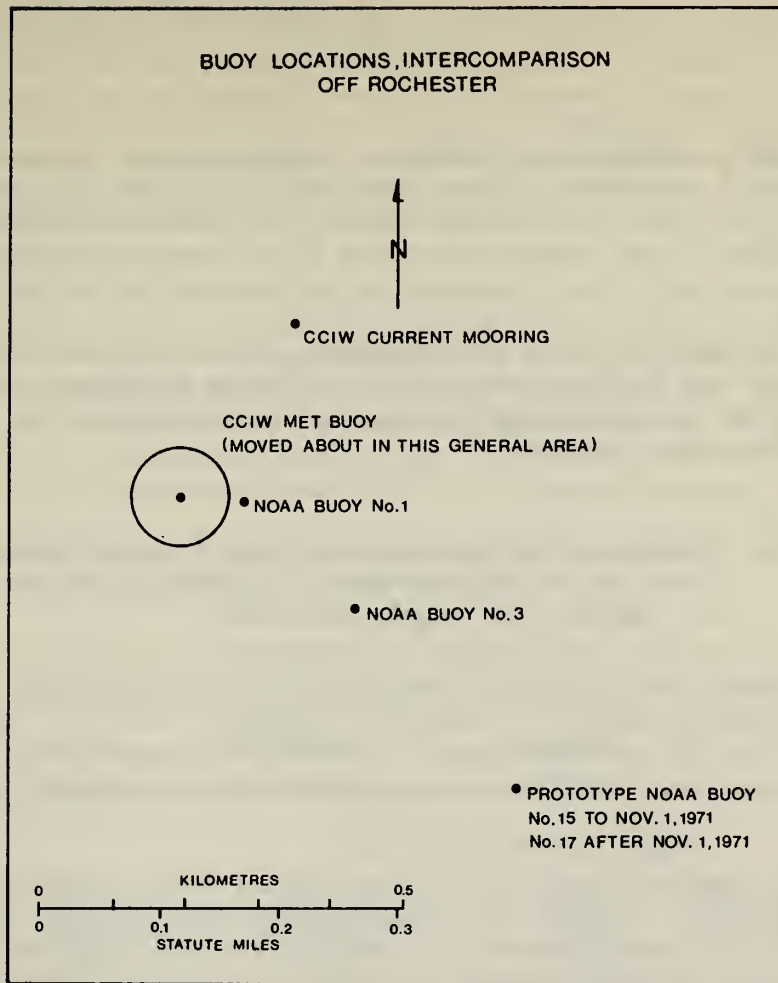 BUOY LOCATIONS, INTERCOMPARISON
OFF ROCHESTER
N
CCIW CURRENT MOORING
CCIW MET BUOY
(MOVED ABOUT IN THIS GENERAL AREA)
NOAA BUOY No.1
NOAA BUOY No.3
PROTOTYPE NOAA BUOY
No.15 TO NOV. 1,1971
No.17 AFTER NOV. 1,1971
KILOMETRES
0 0.5
0 0.1 0.2 0.3
STATUTE MILES